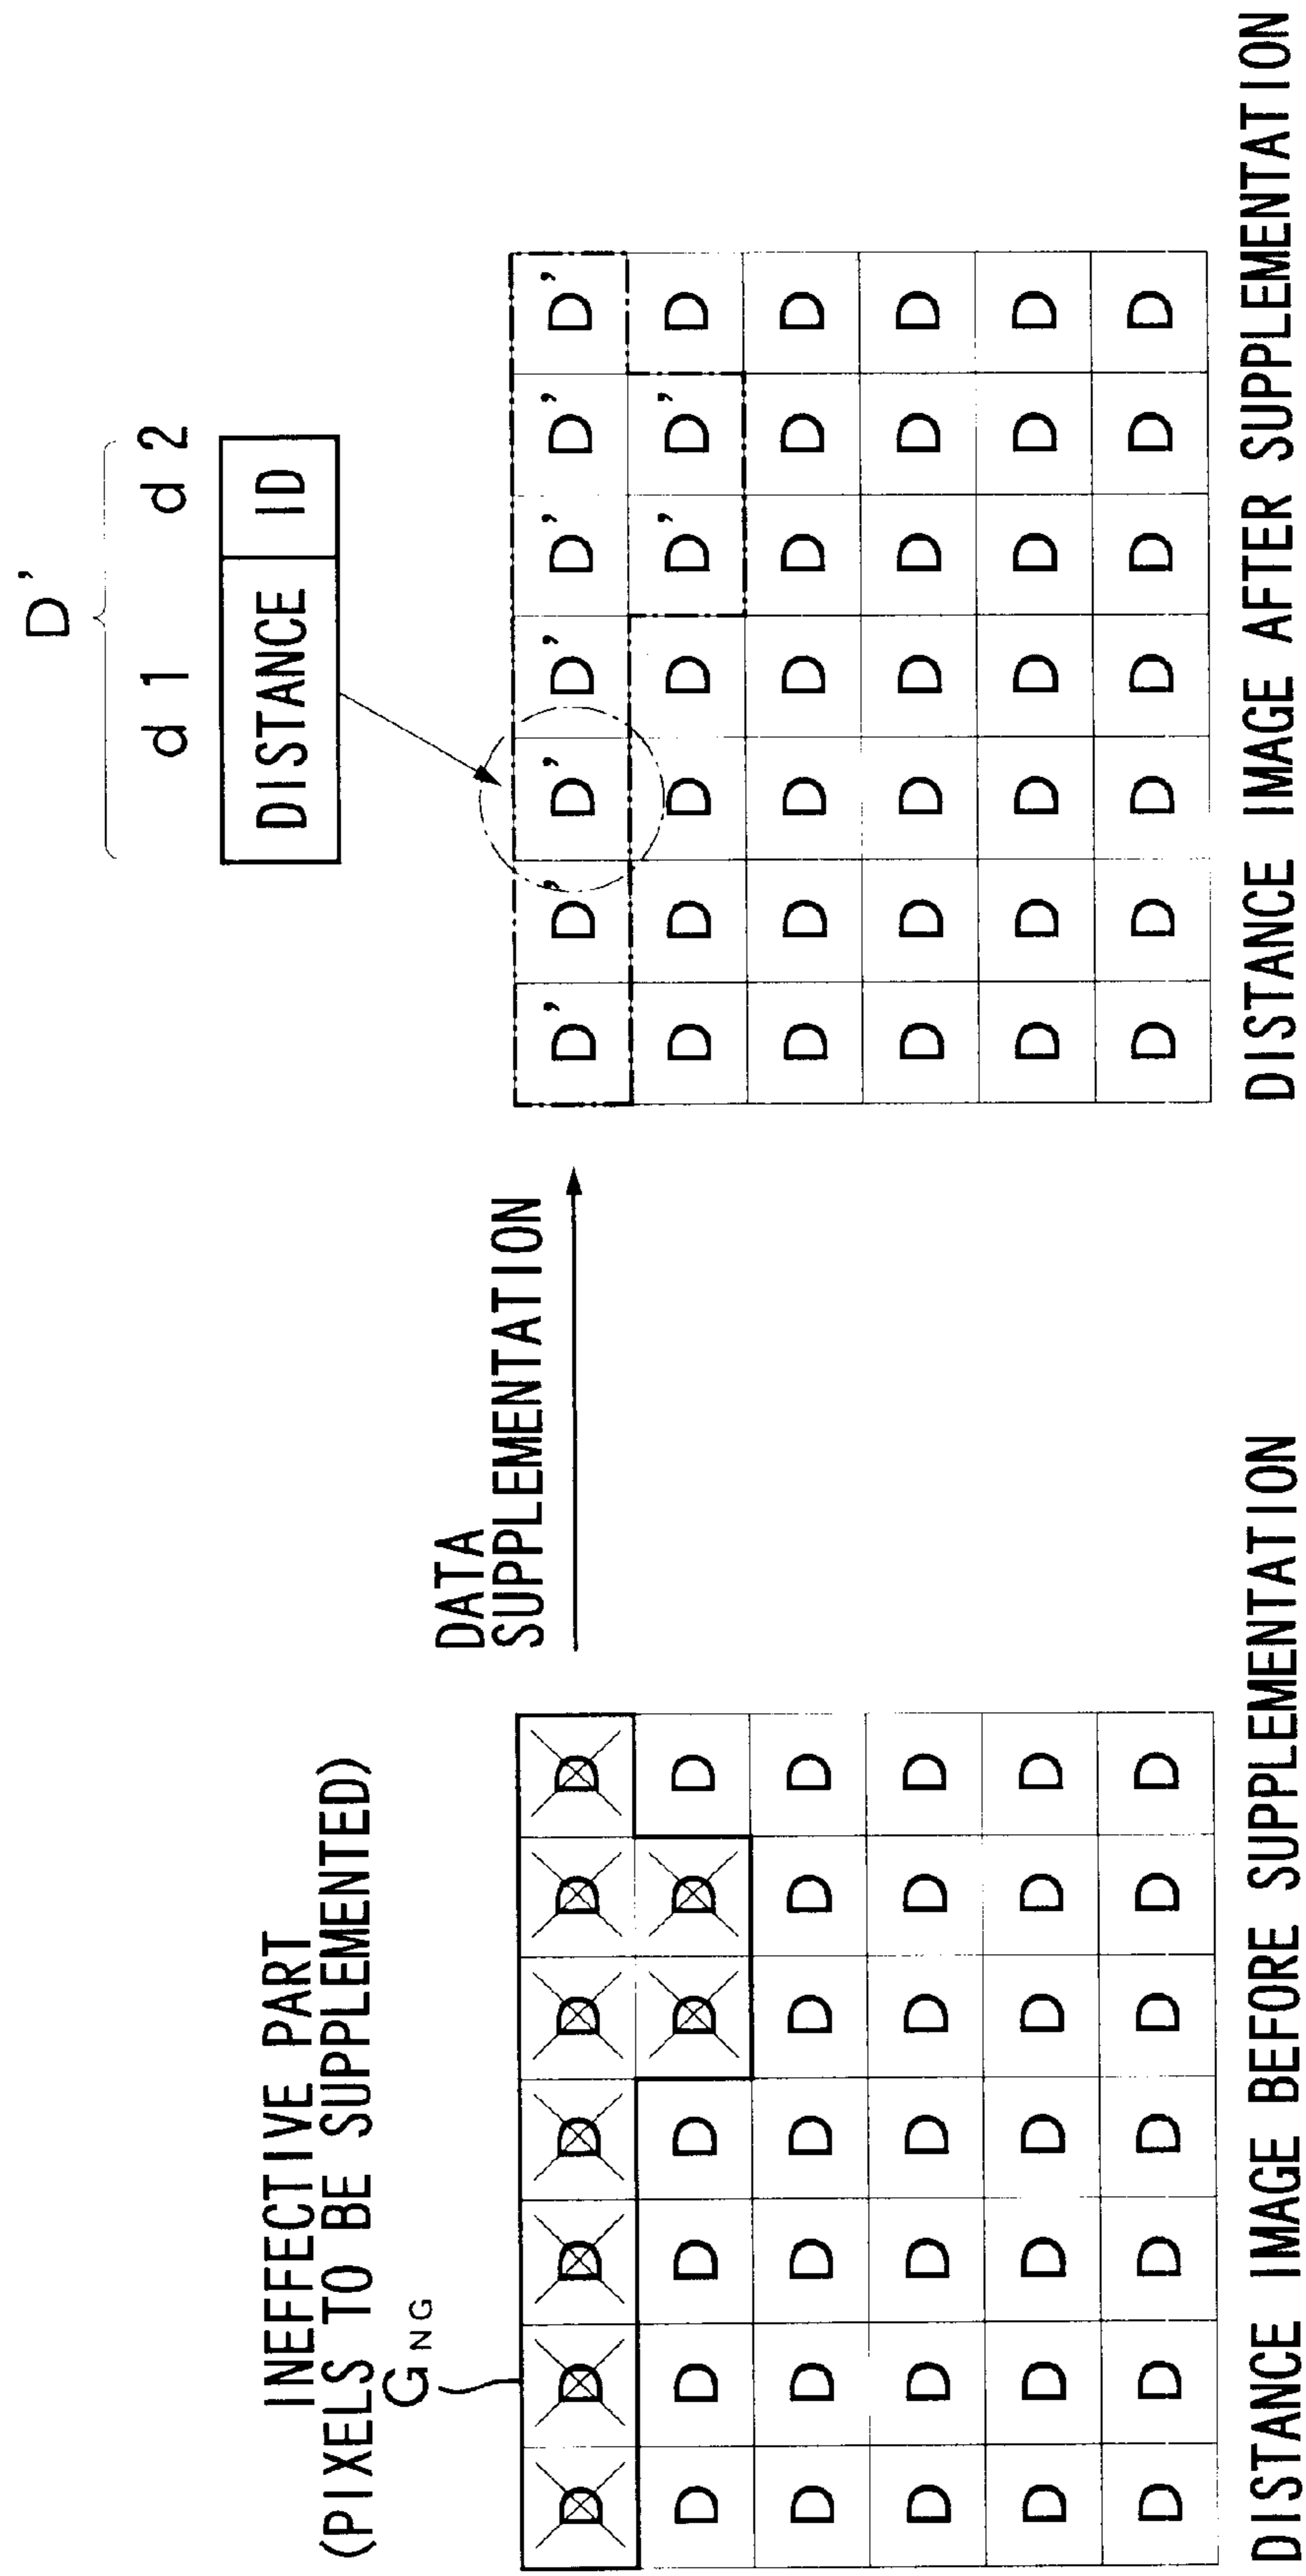 INEFFECTIVE PART
(PIXELS TO BE SUPPLEMENTED)
G NG
D D D D D D D
D D D D D D D
D D D D D D D
D D D D D D D
D D D D D D D
D D D D D D D
DISTANCE IMAGE BEFORE SUPPLEMENTATION
DATA
SUPPLEMENTATION
D'
d 1 d 2
DISTANCE ID
D' D' D' D' D' D' D'
D D D D D' D' D
D D D D D D D
D D D D D D D
D D D D D D D
D D D D D D D
DISTANCE IMAGE AFTER SUPPLEMENTATION